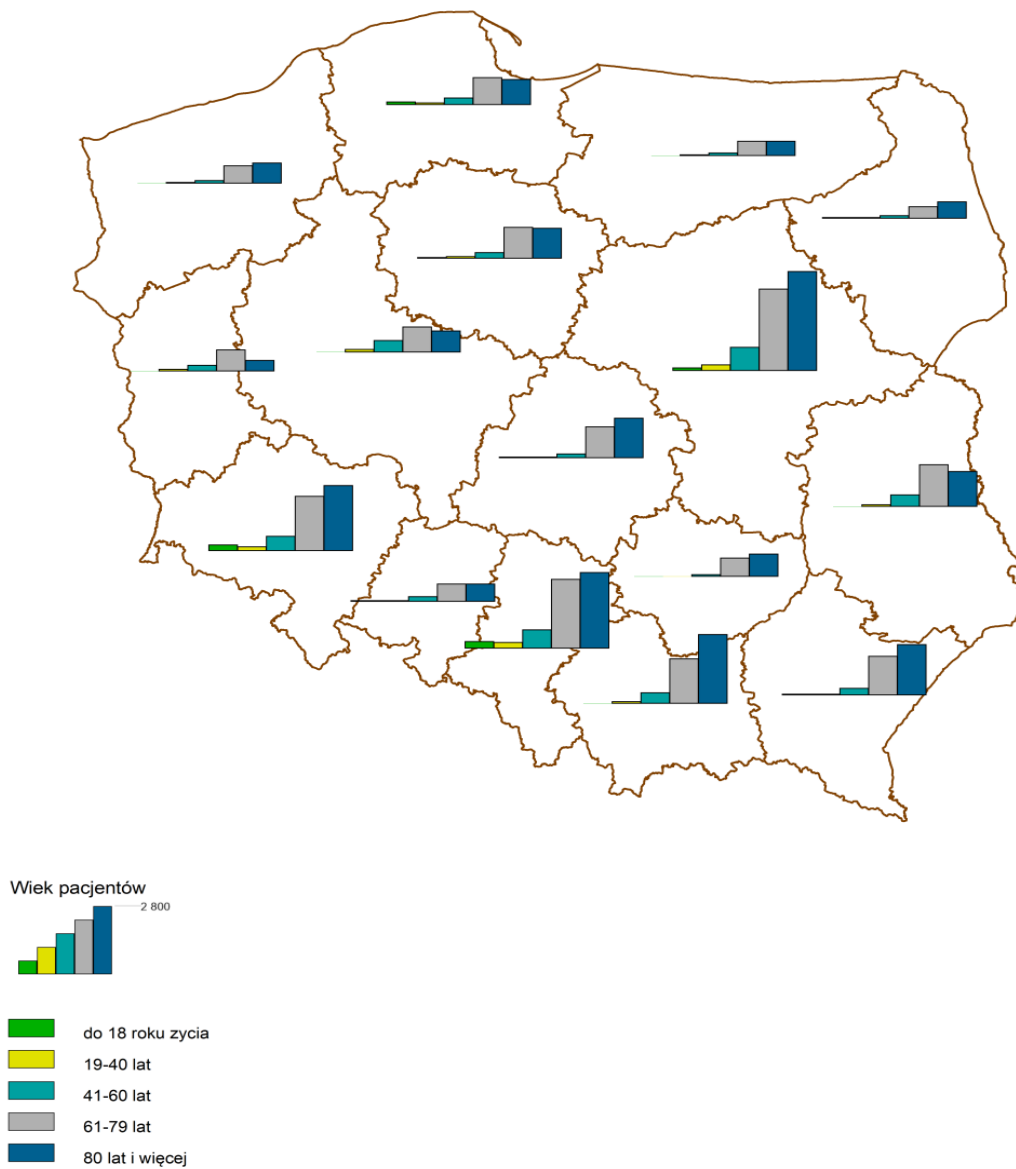 Wiek pacjentów
2 800
do 18 roku zycia
19-40 lat
41-60 lat
61-79 lat
80 lat i więcej